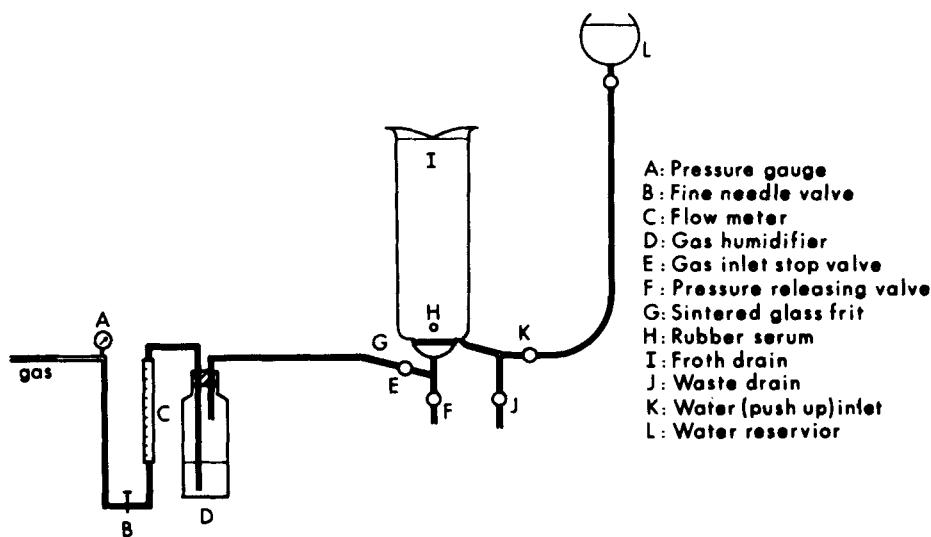 L
I
A: Pressure gauge
B: Fine needle valve
C: Flow meter
D: Gas humidifier
E: Gas inlet stop valve
F: Pressure releasing valve
G: Sintered glass frit
H: Rubber serum
I: Froth drain
J: Waste drain
K: Water (push up) inlet
L: Water reservior
H
A
G
K
gas
E
C
F
J
B
D